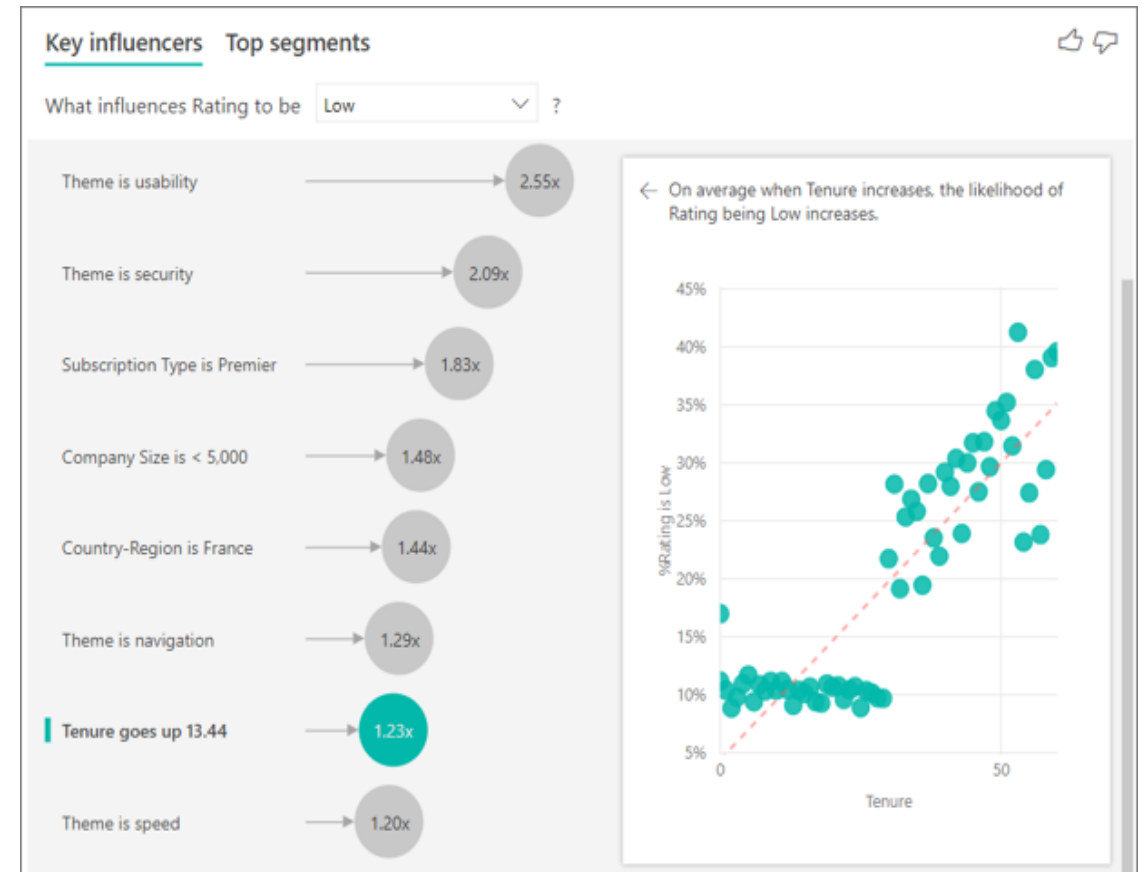 Key influencers Top segments
What influences Rating to be Low ?
Theme is usability 2.55x
Theme is security 2.09x
Subscription Type is Premier 1.83x
Company Size is < 5,000 1.48x
Country-Region is France 1.44x
Theme is navigation 1.29x
Tenure goes up 13.44 1.23x
Theme is speed 1.20x
← On average when Tenure increases, the likelihood of
Rating being Low increases.
%Rating is Low
45%
40%
35%
30%
25%
20%
15%
10%
5%
0 50
Tenure